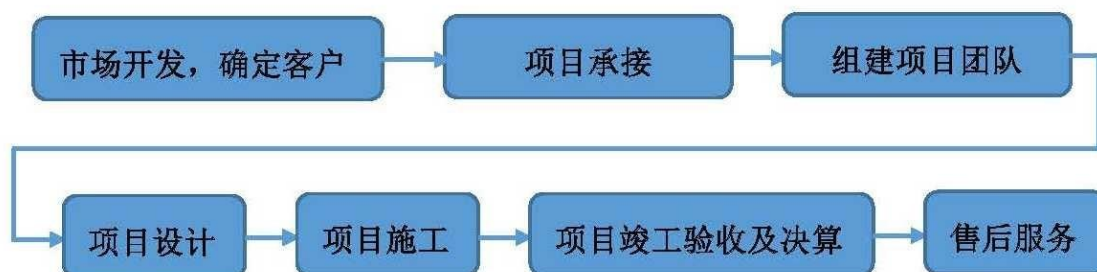 市场开发，确定客户
项目承接
组建项目团队
项目设计
项目施工
项目竣工验收及决算
售后服务